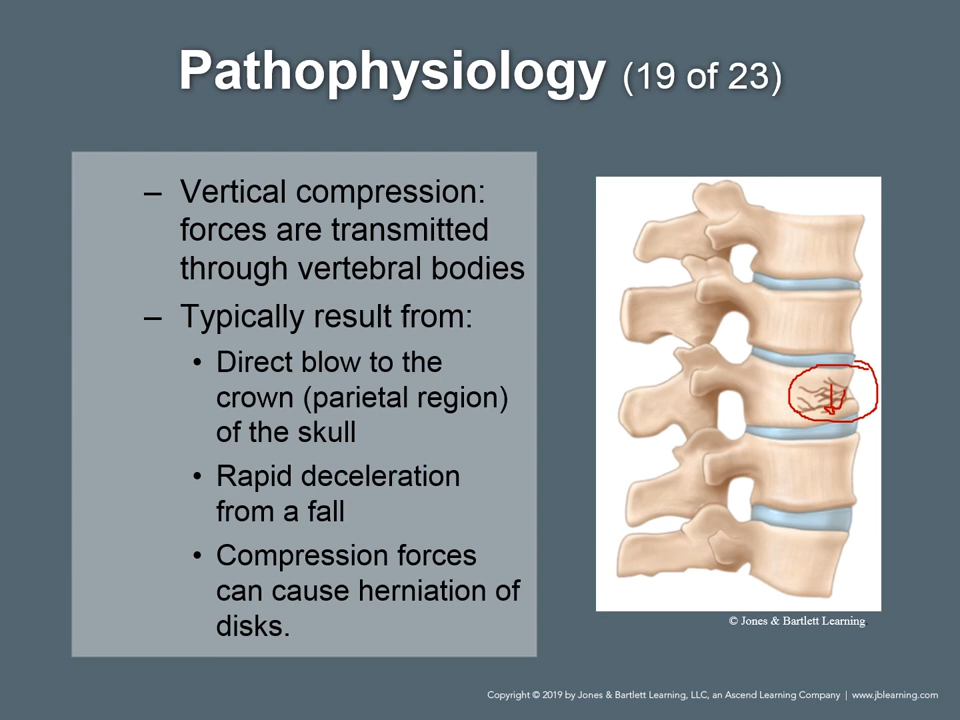 Pathophysiology (19 of 23)
– Vertical compression:
forces are transmitted
through vertebral bodies
– Typically result from:
• Direct blow to the
crown (parietal region)
of the skull
• Rapid deceleration
from a fall
• Compression forces
can cause herniation of
disks.
© Jones & Bartlett Learning.
Copyright © 2019 by Jones & Bartlett Learning, LLC, an Ascend Learning Company | www.jblearning.com